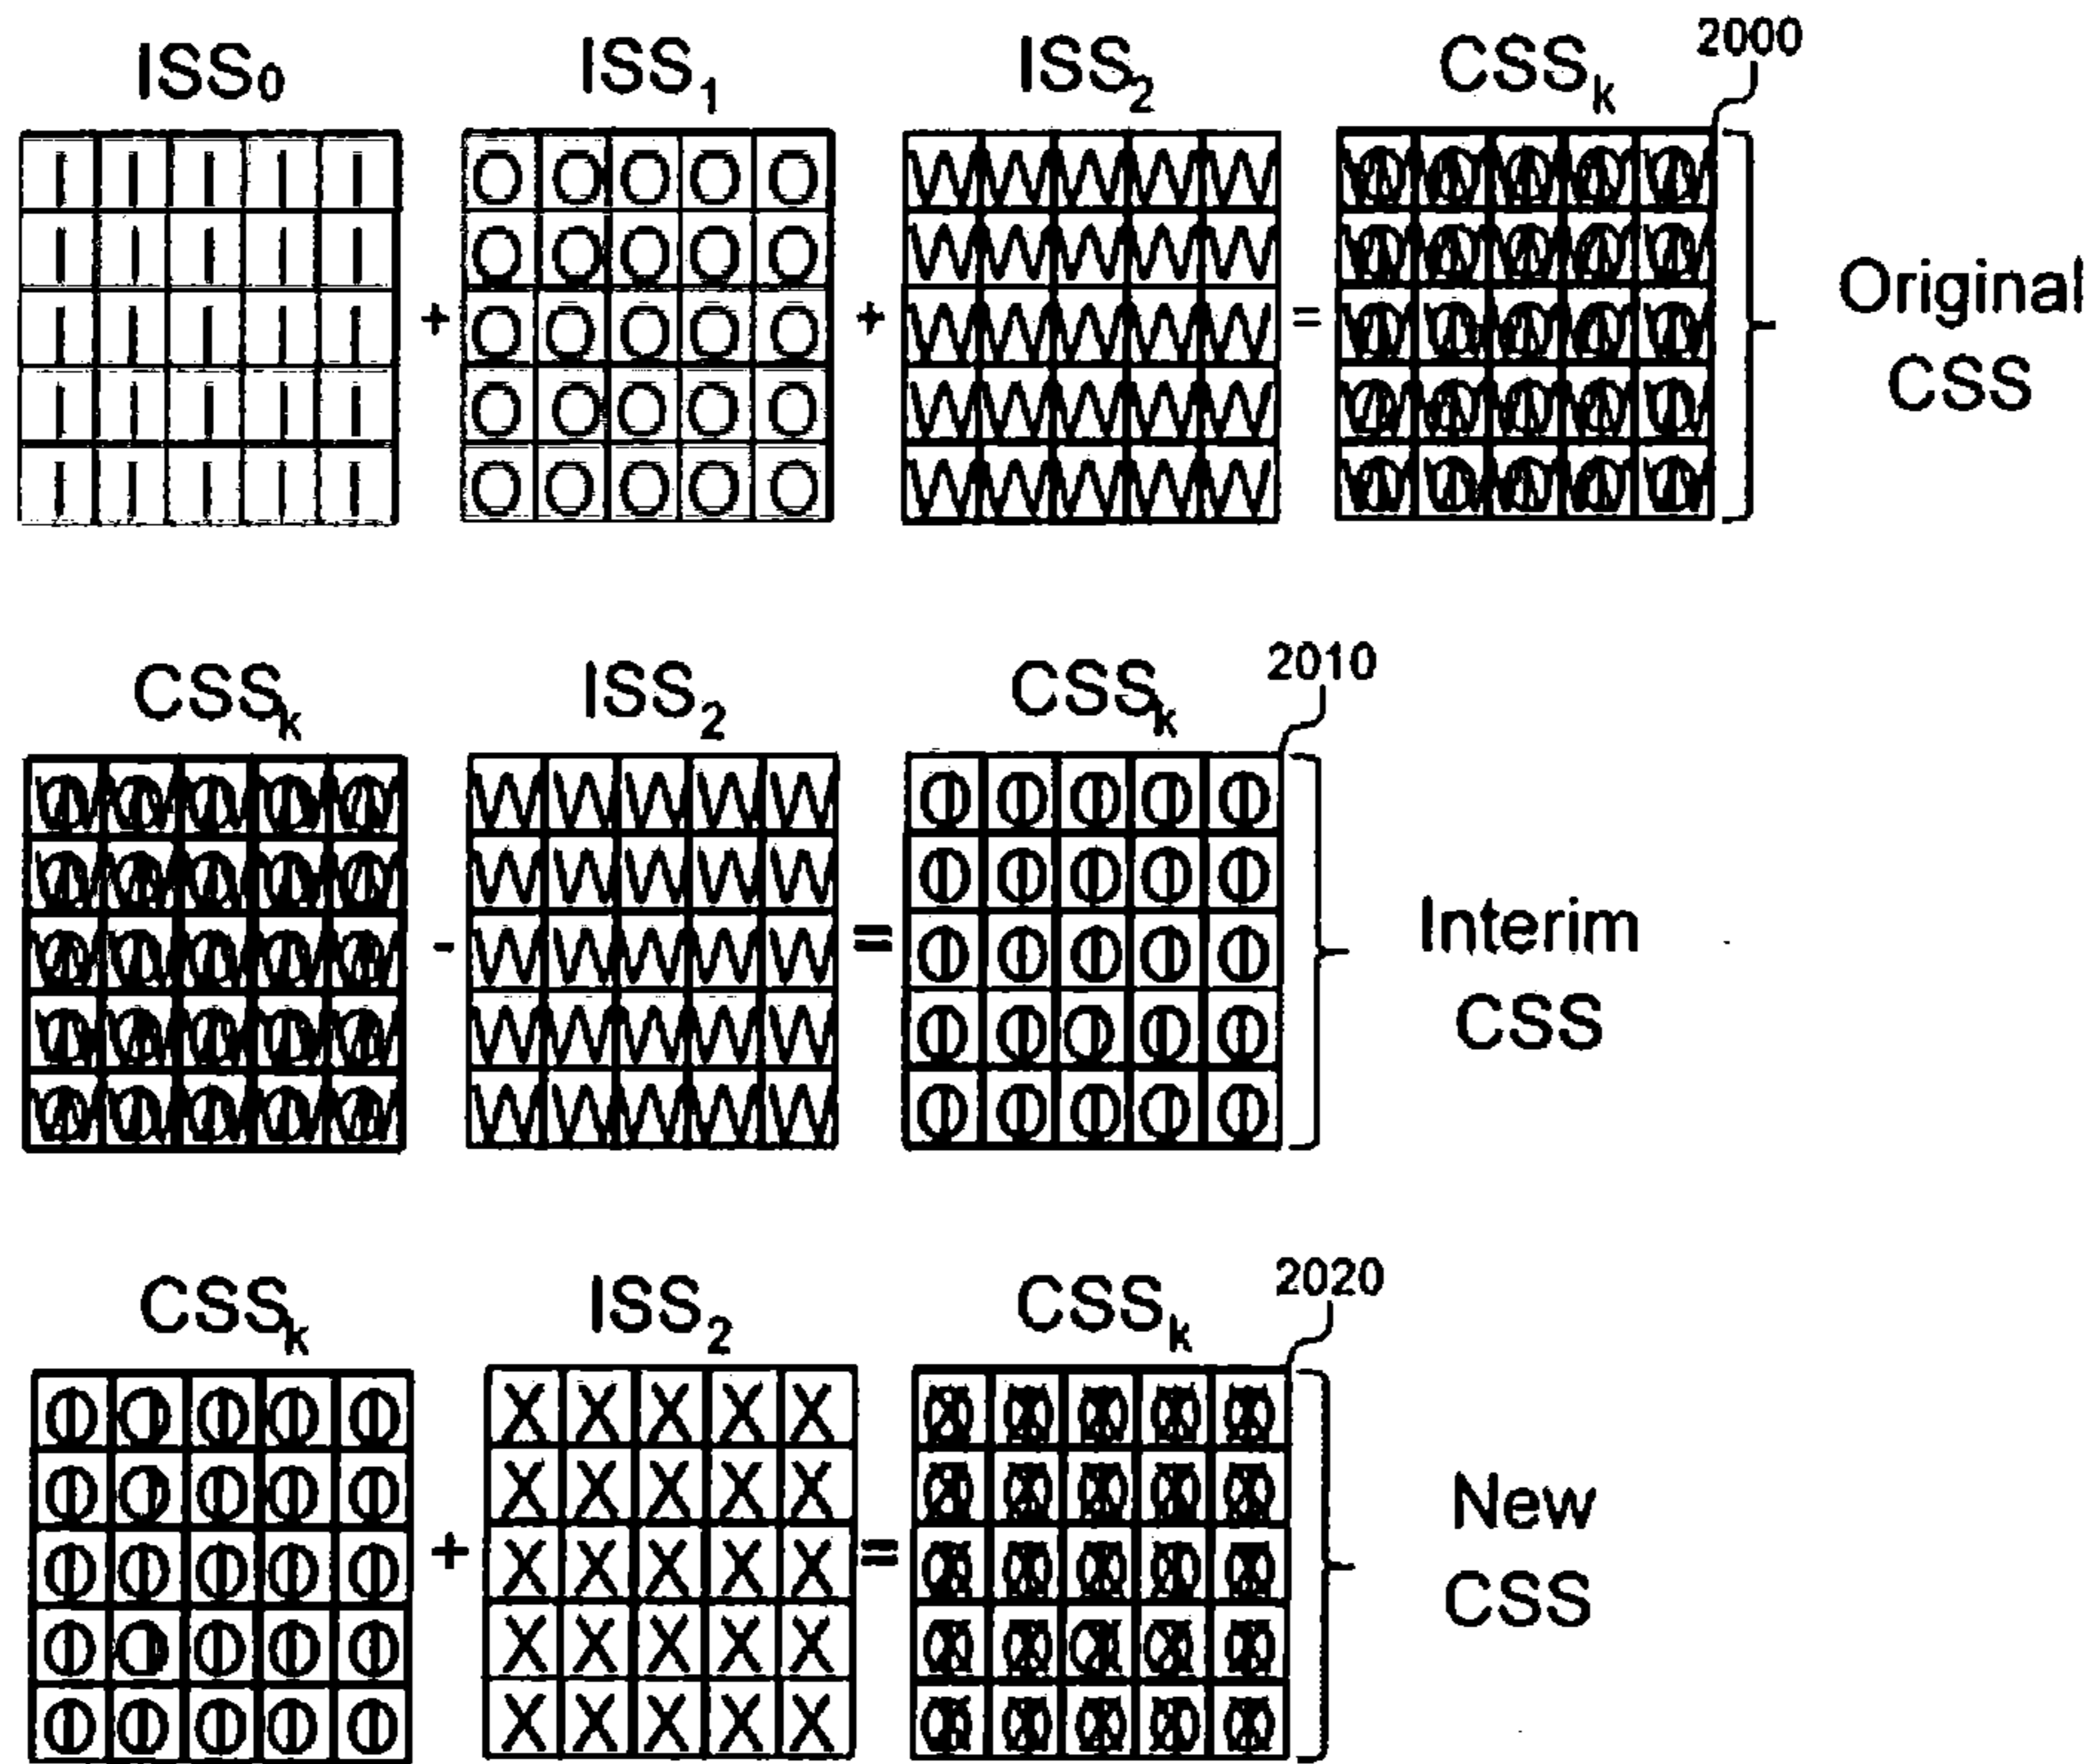 ISS0 ISS1 ISS2 CSSk 2000
| | | | | O O O O O W W W W W
| | | | | O O O O O W W W W W
| | | | | + O O O O O + W W W W W = Original
| | | | | O O O O O W W W W W CSS
| | | | | O O O O O W W W W W
CSSk ISS2 CSSk 2010
W W W W W
W W W W W
- W W W W W = Interim
W W W W W CSS
W W W W W
CSSk ISS2 CSSk 2020
X X X X X
X X X X X
+ X X X X X = New
X X X X X CSS
X X X X X